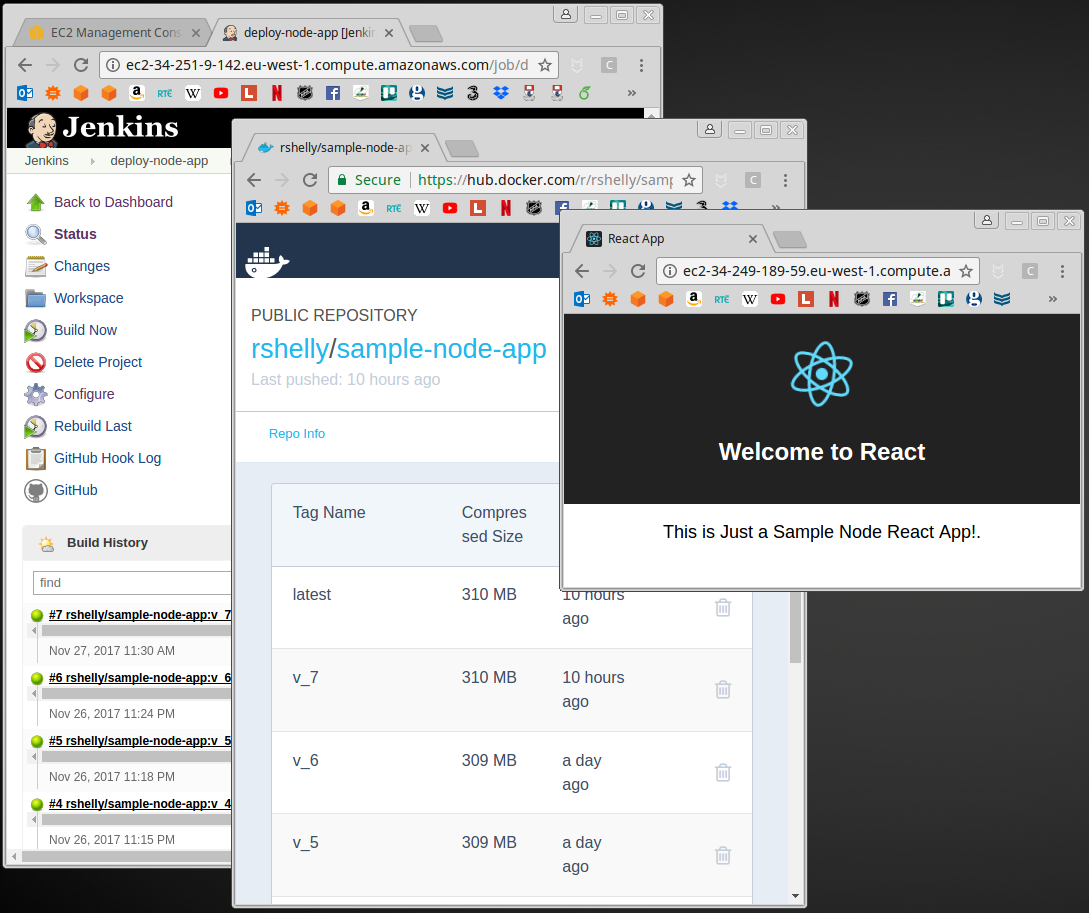 EC2 Management Cons
deploy-node-app [Jenkin
ec2-34-251-9-142.eu-west-1.compute.amazonaws.com/job/d
C
RTÉ
W
L
N
3
»
Jenkins
Jenkins
deploy-node-app
Back to Dashboard
Status
Changes
Workspace
Build Now
Delete Project
Configure
Rebuild Last
GitHub Hook Log
GitHub
Build History
find
#7 rshelly/sample-node-app:v_7
Nov 27, 2017 11:30 AM
#6 rshelly/sample-node-app:v_6
Nov 26, 2017 11:24 PM
#5 rshelly/sample-node-app:v_5
Nov 26, 2017 11:18 PM
#4 rshelly/sample-node-app:v_4
Nov 26, 2017 11:15 PM
rshelly/sample-node-ap
Secure
https://hub.docker.com/r/rshelly/samp
C
RTÉ
W
L
N
»
PUBLIC REPOSITORY
rshelly/sample-node-app
Last pushed: 10 hours ago
Repo Info
Tag Name
Compres
sed Size
latest 310 MB 10 hours
ago
v_7 310 MB 10 hours
ago
v_6 309 MB a day
ago
v_5 309 MB a day
ago
React App
ec2-34-249-189-59.eu-west-1.compute.a
C
RTÉ
W
L
N
»
Welcome to React
This is Just a Sample Node React App!.